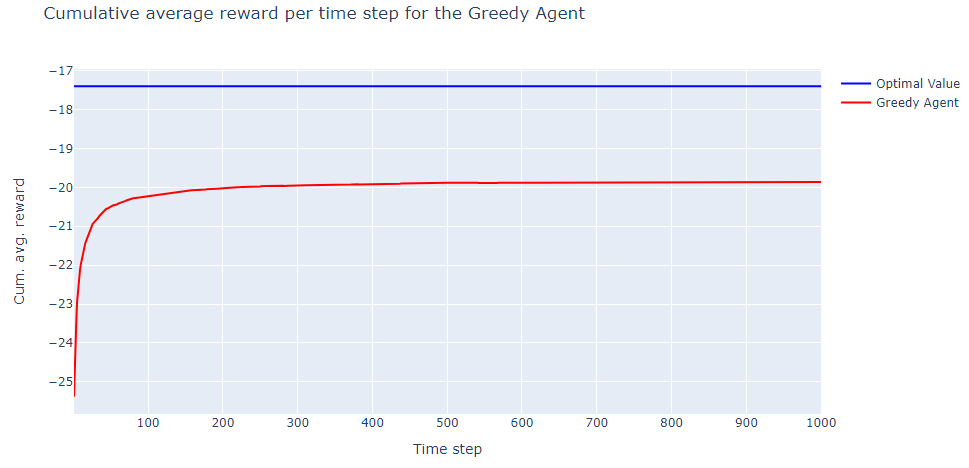 Cumulative average reward per time step for the Greedy Agent
−17
−18
−19
−20
−21
−22
−23
−24
−25
Cum. avg. reward
100 200 300 400 500 600 700 800 900 1000
Time step
Optimal Value
Greedy Agent